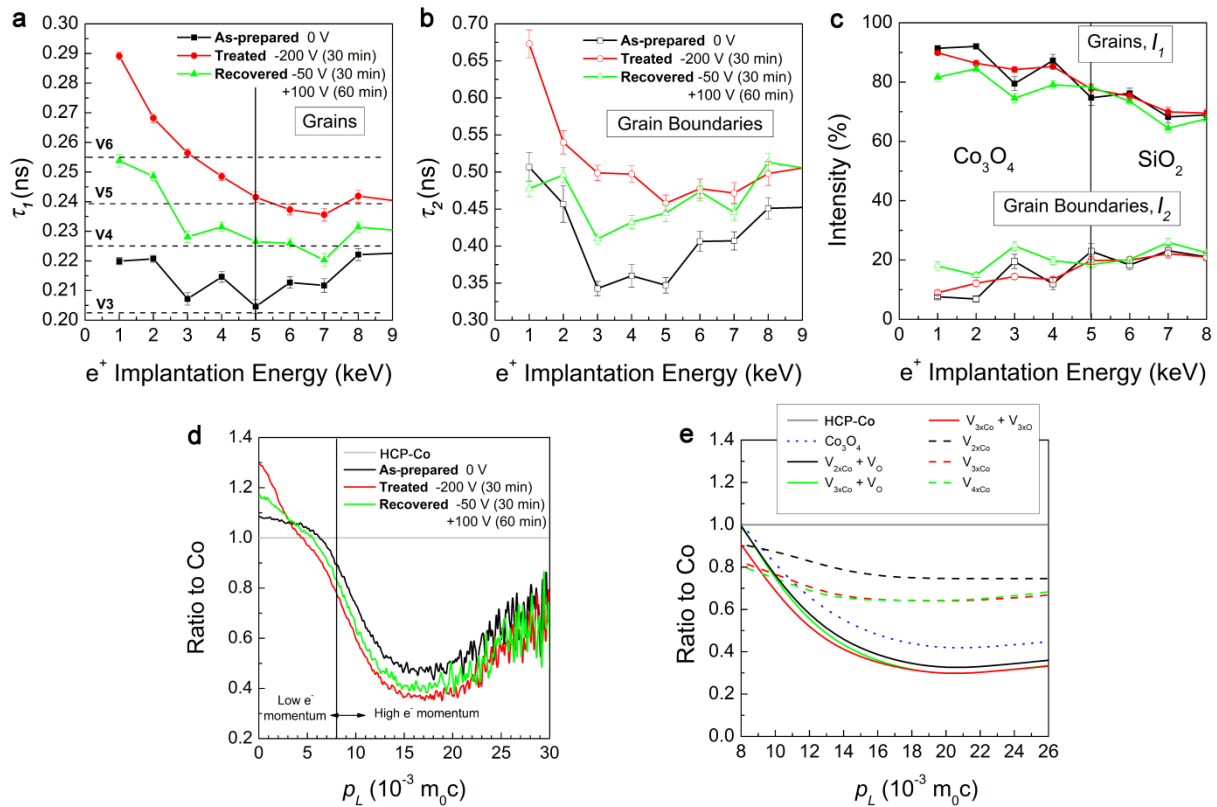 a
0.30
0.29
0.28
0.27
0.26
0.25
0.24
0.23
0.22
0.21
0.20
τ1 (ns)
As-prepared 0 V
Treated -200 V (30 min)
Recovered -50 V (30 min)
+100 V (60 min)
Grains
V6
V5
V4
V3
1 2 3 4 5 6 7 8 9
e+ Implantation Energy (keV)
b
0.75
0.70
0.65
0.60
0.55
0.50
0.45
0.40
0.35
0.30
τ2 (ns)
As-prepared 0 V
Treated -200 V (30 min)
Recovered -50 V (30 min)
+100 V (60 min)
Grain Boundaries
1 2 3 4 5 6 7 8 9
e+ Implantation Energy (keV)
c
100
80
60
40
20
0
Intensity (%)
Grains, I1
Co3O4
SiO2
Grain Boundaries, I2
1 2 3 4 5 6 7 8
e+ Implantation Energy (keV)
d
1.4
1.2
1.0
0.8
0.6
0.4
0.2
Ratio to Co
HCP-Co
As-prepared 0 V
Treated -200 V (30 min)
Recovered -50 V (30 min)
+100 V (60 min)
Low e-
momentum
High e- momentum
0 5 10 15 20 25 30
pL (10-3 m0c)
e
HCP-Co
Co3O4
V2xCo + VO
V3xCo + VO
V3xCo + V3xO
V2xCo
V3xCo
V4xCo
1.4
1.2
1.0
0.8
0.6
0.4
0.2
0.0
Ratio to Co
8 10 12 14 16 18 20 22 24 26
pL (10-3 m0c)